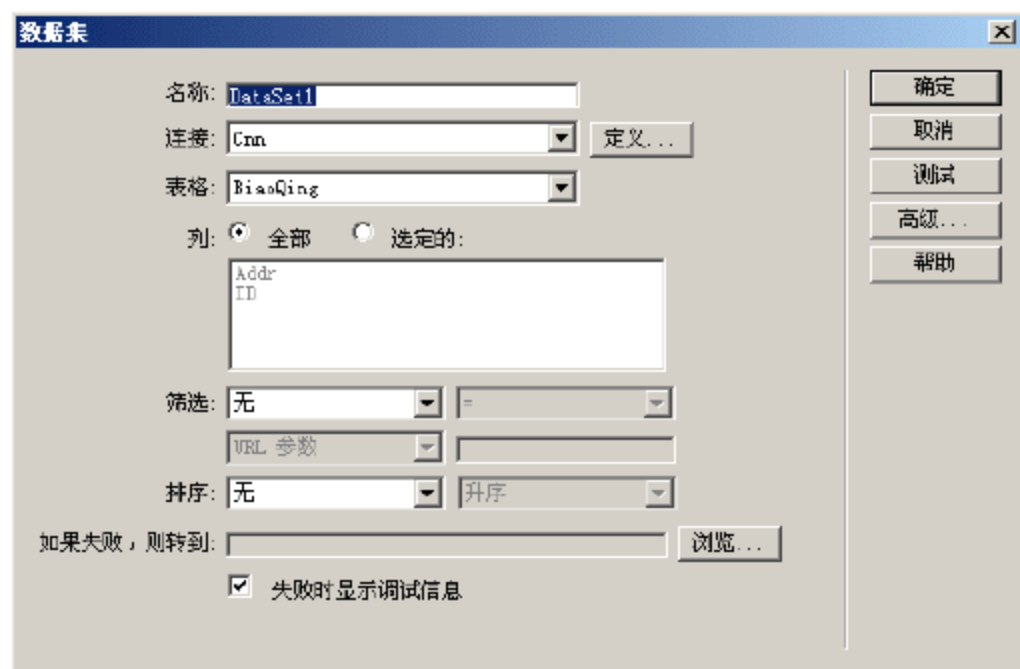 数据集
名称: DataSet1
确定
连接: Cnn
定义...
取消
表格: BiaoQing
测试
列: 全部 选定的:
高级...
Addr
ID
帮助
筛选: 无 =
URL 参数
排序: 无 升序
如果失败，则转到:
浏览...
失败时显示调试信息